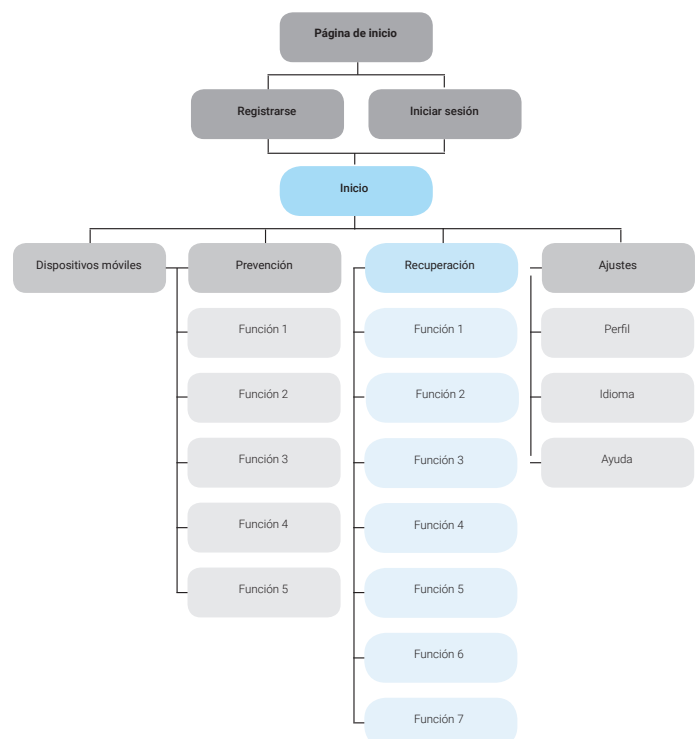 Página de inicio
Registrarse
Iniciar sesión
Inicio
Dispositivos móviles
Prevención
Recuperación
Ajustes
Función 1
Función 1
Perfil
Función 2
Función 2
Idioma
Función 3
Función 3
Ayuda
Función 4
Función 4
Función 5
Función 5
Función 6
Función 7